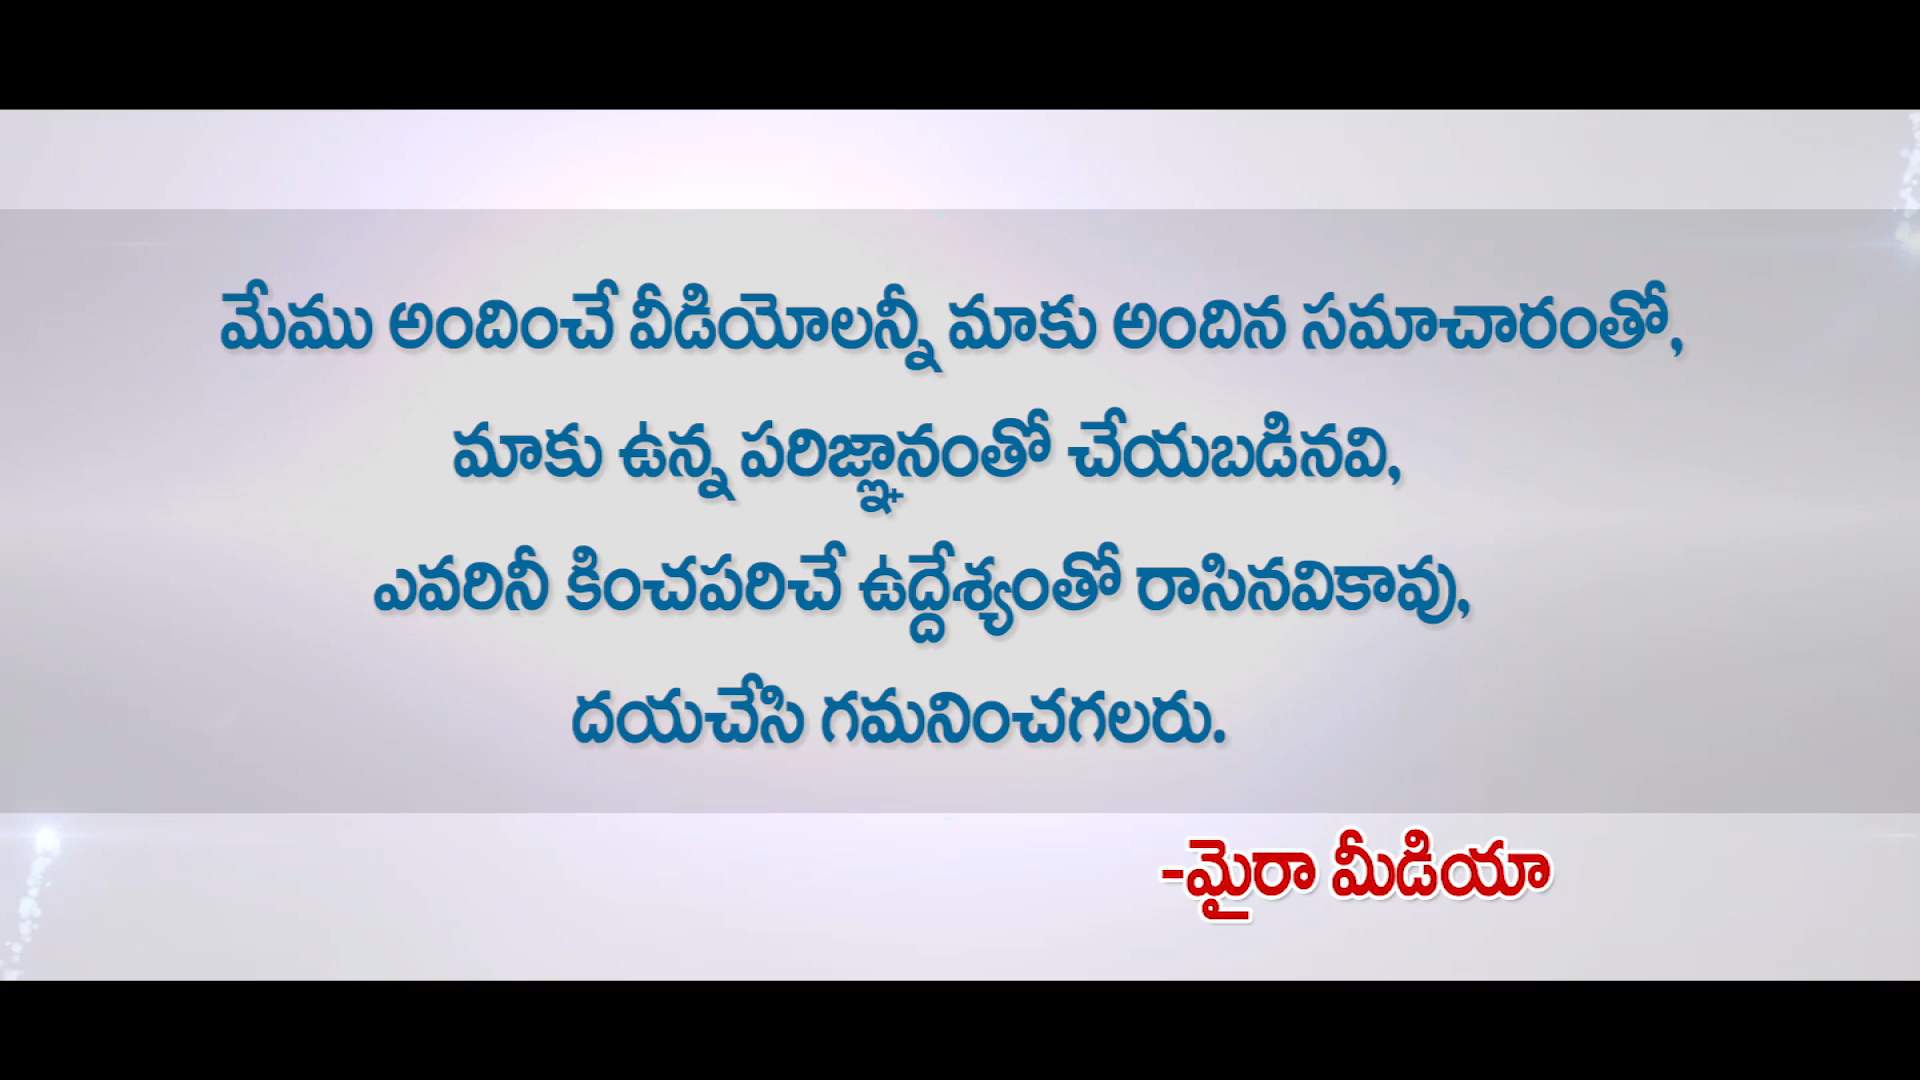 మేము అందించే వీడియోలన్నీ మాకు అందిన సమాచారంతో,
మాకు ఉన్న పరిజ్ఞానంతో చేయబడినవి,
ఎవరినీ కించపరిచే ఉద్దేశ్యంతో రాసినవికావు,
దయచేసి గమనించగలరు.
-మైరా మీడియా